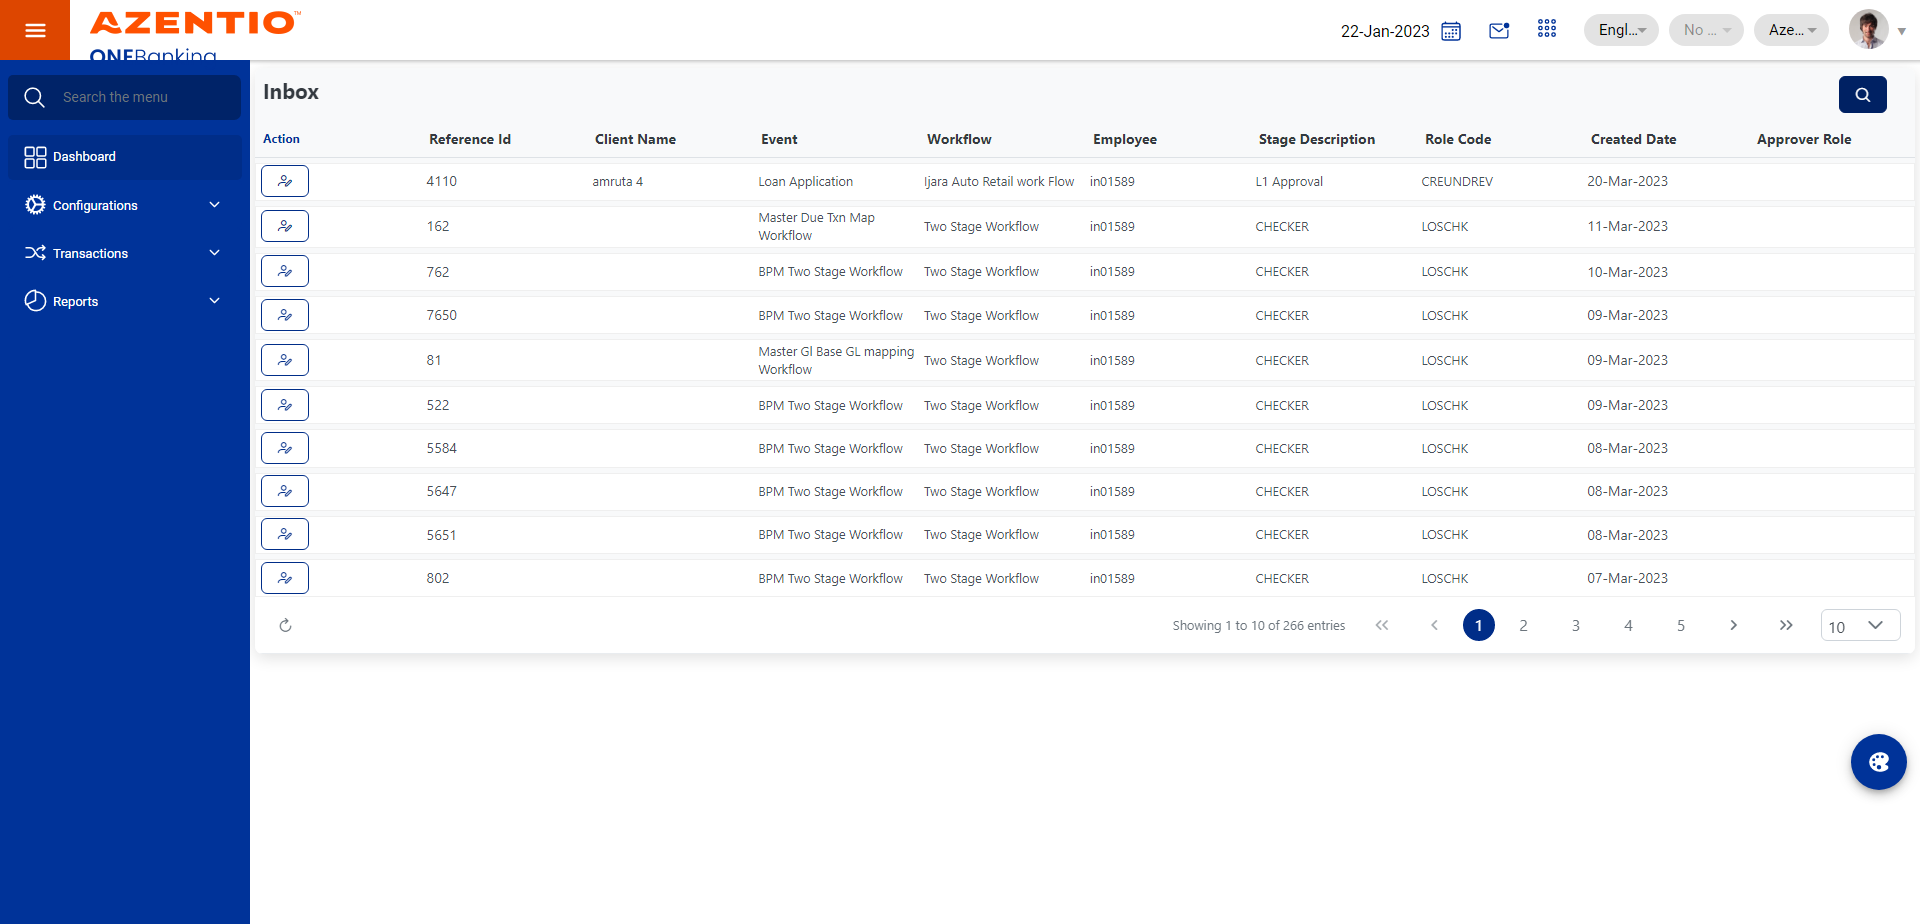 AZENTIO™
ONEBanking
22-Jan-2023
Engl...
No ...
Aze...
Search the menu
Dashboard
Configurations
Transactions
Reports
Inbox
Action Reference Id Client Name Event Workflow Employee Stage Description Role Code Created Date Approver Role
4110 amruta 4 Loan Application Ijara Auto Retail work Flow in01589 L1 Approval CREUNDREV 20-Mar-2023
162 Master Due Txn Map Workflow Two Stage Workflow in01589 CHECKER LOSCHK 11-Mar-2023
762 BPM Two Stage Workflow Two Stage Workflow in01589 CHECKER LOSCHK 10-Mar-2023
7650 BPM Two Stage Workflow Two Stage Workflow in01589 CHECKER LOSCHK 09-Mar-2023
81 Master Gl Base GL mapping Workflow Two Stage Workflow in01589 CHECKER LOSCHK 09-Mar-2023
522 BPM Two Stage Workflow Two Stage Workflow in01589 CHECKER LOSCHK 09-Mar-2023
5584 BPM Two Stage Workflow Two Stage Workflow in01589 CHECKER LOSCHK 08-Mar-2023
5647 BPM Two Stage Workflow Two Stage Workflow in01589 CHECKER LOSCHK 08-Mar-2023
5651 BPM Two Stage Workflow Two Stage Workflow in01589 CHECKER LOSCHK 08-Mar-2023
802 BPM Two Stage Workflow Two Stage Workflow in01589 CHECKER LOSCHK 07-Mar-2023
Showing 1 to 10 of 266 entries 1 2 3 4 5 10